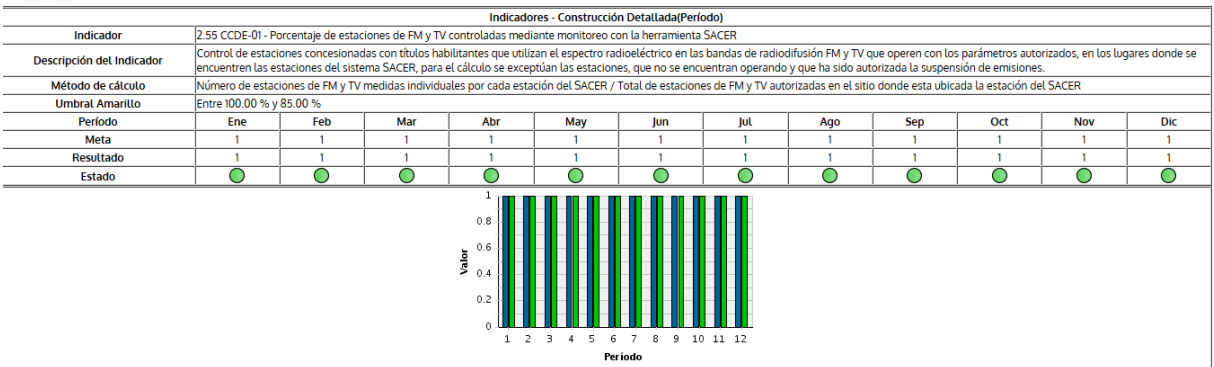 Indicadores - Construcción Detallada(Período)
Indicador 2.55 CCDE-01 - Porcentaje de estaciones de FM y TV controladas mediante monitoreo con la herramienta SACER
Descripción del Indicador Control de estaciones concesionadas con títulos habilitantes que utilizan el espectro radioeléctrico en las bandas de radiodifusión FM y TV que operen con los parámetros autorizados, en los lugares donde se
encuentren las estaciones del sistema SACER, para el cálculo se exceptúan las estaciones, que no se encuentran operando y que ha sido autorizada la suspensión de emisiones.
Método de cálculo Número de estaciones de FM y TV medidas individuales por cada estación del SACER / Total de estaciones de FM y TV autorizadas en el sitio donde esta ubicada la estación del SACER
Umbral Amarillo Entre 100.00 % y 85.00 %
Período Ene Feb Mar Abr May Jun Jul Ago Sep Oct Nov Dic
Meta 1 1 1 1 1 1 1 1 1 1 1 1
Resultado 1 1 1 1 1 1 1 1 1 1 1 1
Estado
1
0.8
0.6
0.4
0.2
0
Valor
1 2 3 4 5 6 7 8 9 10 11 12
Período